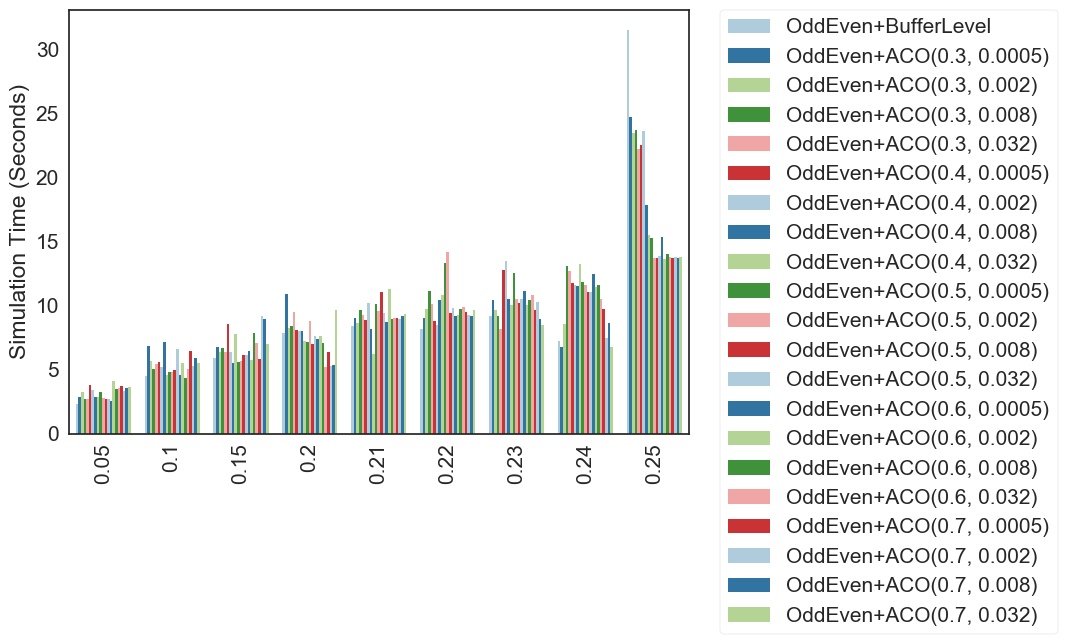 Simulation Time (Seconds)
30
25
20
15
10
5
0
0.05
0.1
0.15
0.2
0.21
0.22
0.23
0.24
0.25
OddEven+BufferLevel
OddEven+ACO(0.3, 0.0005)
OddEven+ACO(0.3, 0.002)
OddEven+ACO(0.3, 0.008)
OddEven+ACO(0.3, 0.032)
OddEven+ACO(0.4, 0.0005)
OddEven+ACO(0.4, 0.002)
OddEven+ACO(0.4, 0.008)
OddEven+ACO(0.4, 0.032)
OddEven+ACO(0.5, 0.0005)
OddEven+ACO(0.5, 0.002)
OddEven+ACO(0.5, 0.008)
OddEven+ACO(0.5, 0.032)
OddEven+ACO(0.6, 0.0005)
OddEven+ACO(0.6, 0.002)
OddEven+ACO(0.6, 0.008)
OddEven+ACO(0.6, 0.032)
OddEven+ACO(0.7, 0.0005)
OddEven+ACO(0.7, 0.002)
OddEven+ACO(0.7, 0.008)
OddEven+ACO(0.7, 0.032)